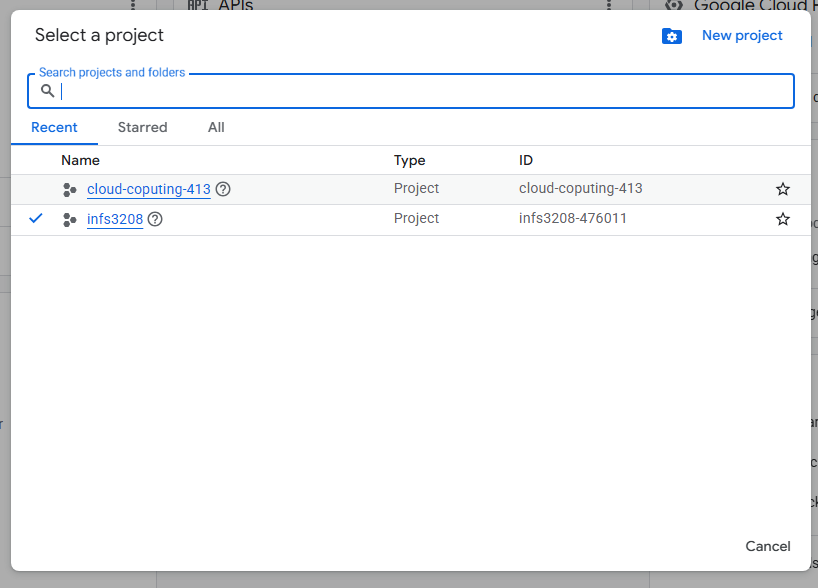 API APIs
Google Cloud
Select a project
New project
Search projects and folders
Recent Starred All
Name Type ID
cloud-coputing-413 Project cloud-coputing-413
infs3208 Project infs3208-476011
Cancel